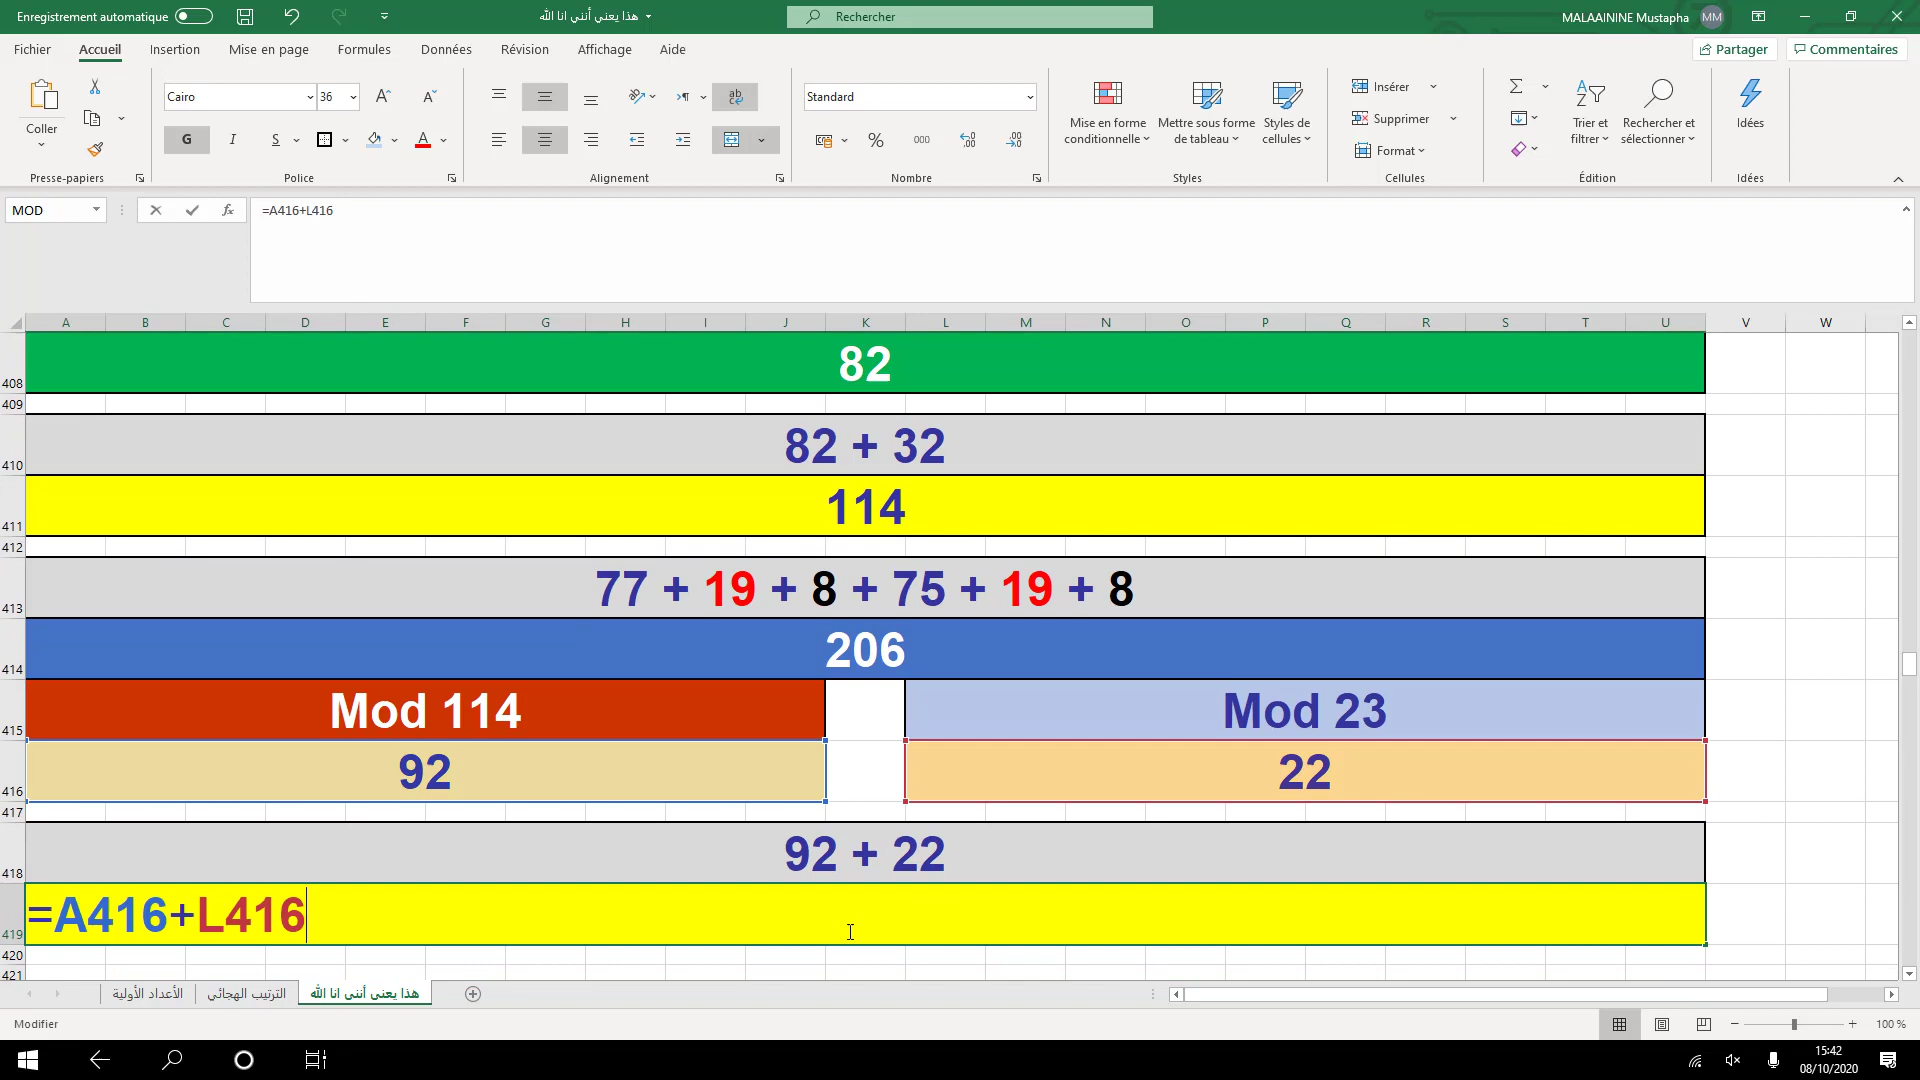 Enregistrement automatique
هذا يعني أنني انا الله
Rechercher
MALAAININE Mustapha MM
Fichier Accueil Insertion Mise en page Formules Données Révision Affichage Aide
Partager Commentaires
Coller
Presse-papiers
Cairo 36
G I S A
Police
ab
Alignement
Standard
% 000
Nombre
Mise en forme conditionnelle
Mettre sous forme de tableau
Styles de cellules
Styles
Insérer
Supprimer
Format
Cellules
Trier et filtrer
Rechercher et sélectionner
Édition
Idées
Idées
MOD fx =A416+L416
A B C D E F G H I J K L M N O P Q R S T U V W
408 82
409
410 82 + 32
411 114
412
413 77 + 19 + 8 + 75 + 19 + 8
414 206
415 Mod 114 Mod 23
416 92 22
417
418 92 + 22
419 =A416+L416
420
421
الأعداد الأولية الترتيب الهجائي هذا يعني أنني انا الله
Modifier
100 %
15:42
08/10/2020